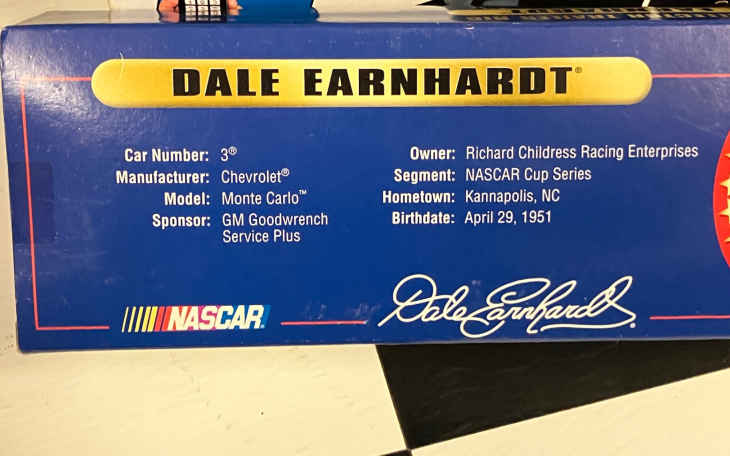 DALE EARNHARDT®
Car Number: 3®
Manufacturer: Chevrolet®
Model: Monte Carlo™
Sponsor: GM Goodwrench
Service Plus
Owner: Richard Childress Racing Enterprises
Segment: NASCAR Cup Series
Hometown: Kannapolis, NC
Birthdate: April 29, 1951
NASCAR
Dale Earnhardt